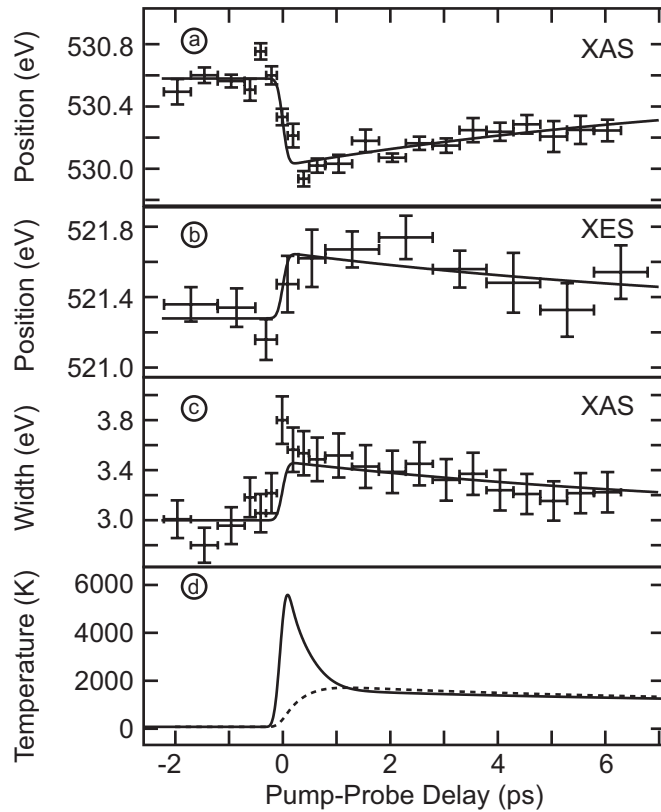 a
XAS
Position (eV)
530.8
530.4
530.0
b
XES
Position (eV)
521.8
521.4
521.0
c
XAS
Width (eV)
3.8
3.4
3.0
d
Temperature (K)
6000
4000
2000
0
-2 0 2 4 6
Pump-Probe Delay (ps)